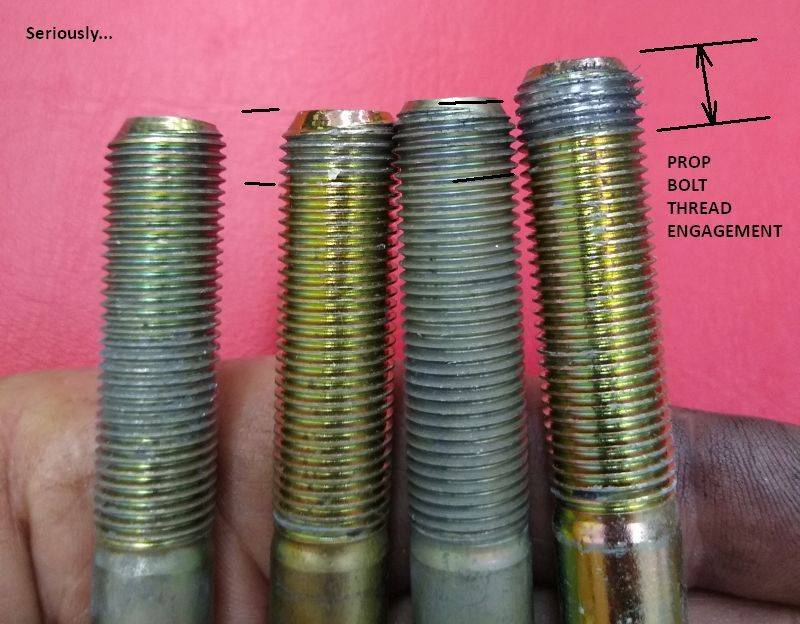 Seriously...
PROP
BOLT
THREAD
ENGAGEMENT